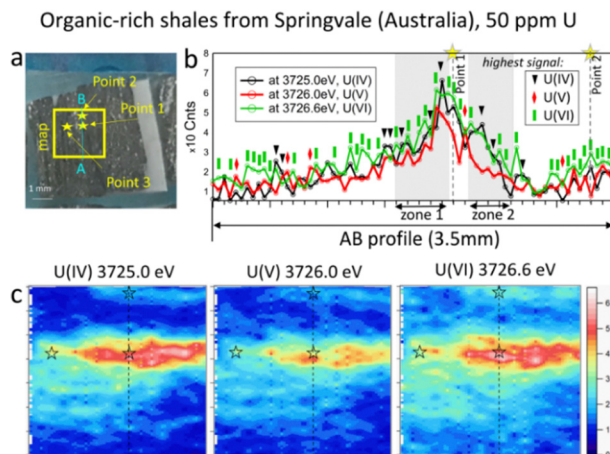 Organic-rich shales from Springvale (Australia), 50 ppm U
a
Point 2
B
Point 1
map
A
Point 3
1 mm
b
x10 Cnts
8
7
6
5
4
3
2
1
at 3725.0eV, U(IV)
at 3726.0eV, U(V)
at 3726.6eV, U(VI)
Point 1
highest signal:
U(IV)
U(V)
U(VI)
Point 2
zone 1
zone 2
AB profile (3.5mm)
c
U(IV) 3725.0 eV
U(V) 3726.0 eV
U(VI) 3726.6 eV
6
5
4
3
2
1
0